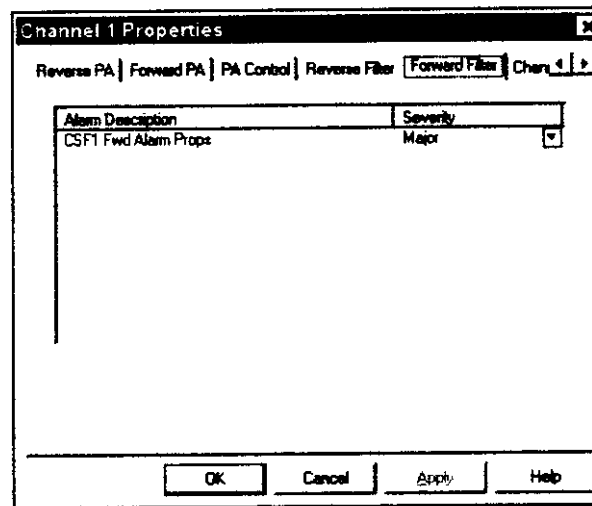 Channel 1 Properties
Reverse PA Forward PA PA Control Reverse Filter Forward Filter
Alarm Description Severity
CSF1 Fwd Alarm Props Major
OK Cancel Apply Help